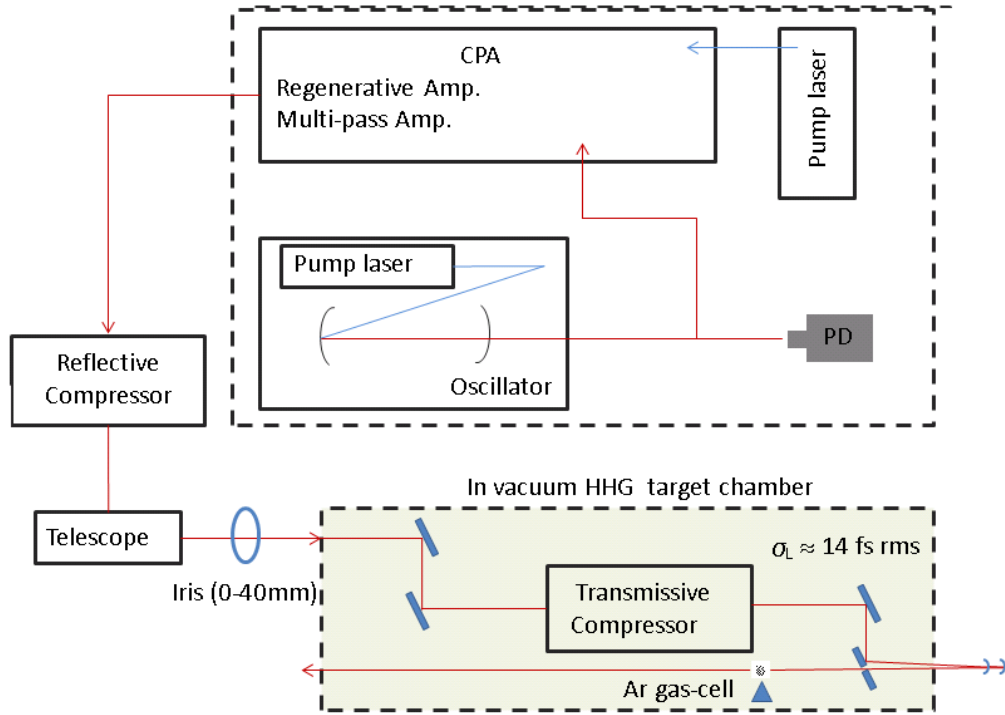 CPA
Regenerative Amp.
Multi-pass Amp.
Pump laser
Pump laser
Oscillator
PD
Reflective
Compressor
Telescope
Iris (0-40mm)
In vacuum HHG target chamber
σL ≈ 14 fs rms
Transmissive
Compressor
Ar gas-cell